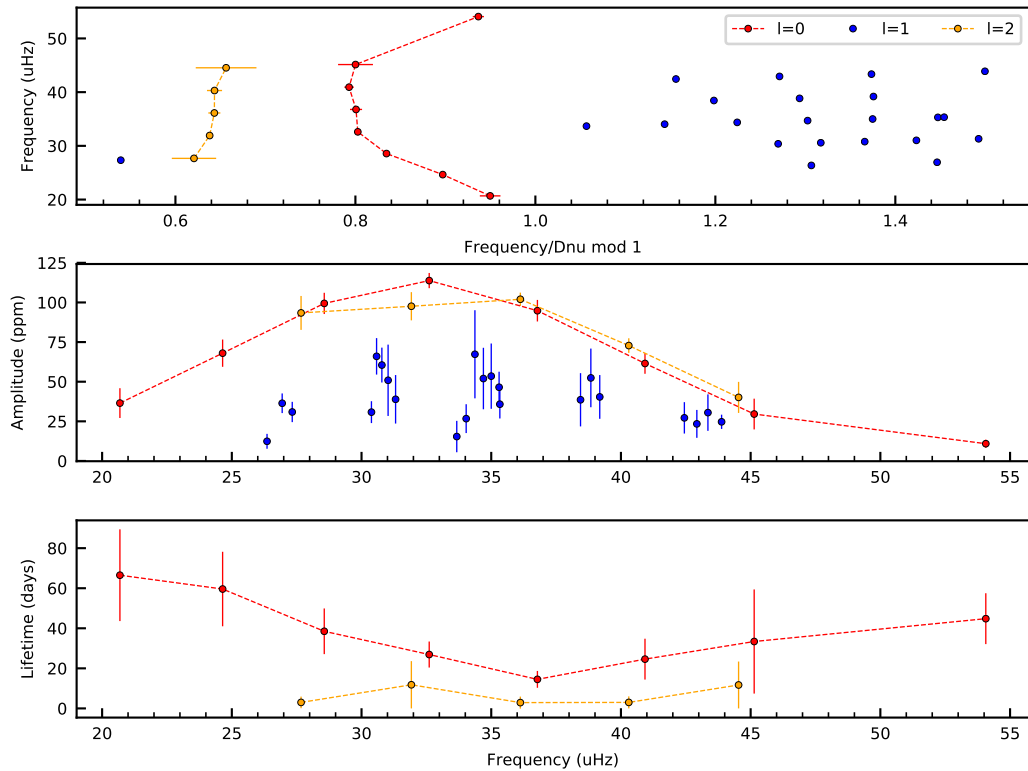 l=0 l=1 l=2
Frequency (uHz)
50
40
30
20
0.6 0.8 1.0 1.2 1.4
Frequency/Dnu mod 1
Amplitude (ppm)
125
100
75
50
25
0
20 25 30 35 40 45 50 55
Lifetime (days)
80
60
40
20
0
20 25 30 35 40 45 50 55
Frequency (uHz)